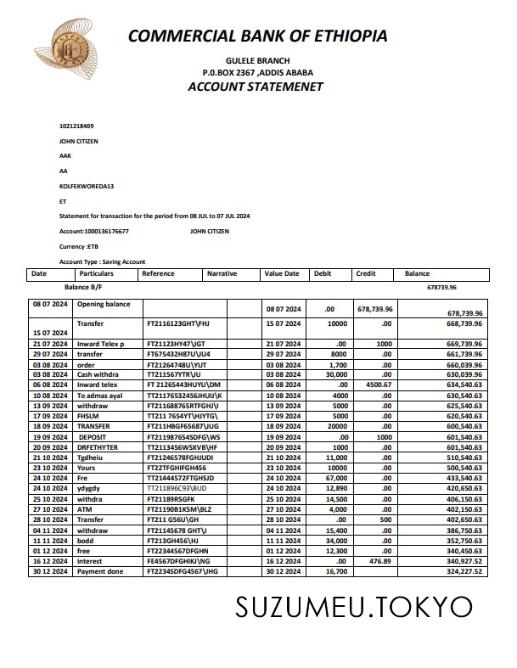 COMMERCIAL BANK OF ETHIOPIA
GULELE BRANCH
P.0.BOX 2367 ,ADDIS ABABA
ACCOUNT STATEMENET
1021218409
JOHN CITIZEN
AAK
AA
KOLFEKWOREDA13
ET
Statement for transaction for the period from 08 JUL to 07 JUL 2024
Account:1000136176677 JOHN CITIZEN
Currency :ETB
Account Type : Saving Account
Date Particulars Reference Narrative Value Date Debit Credit Balance
Balance B/F 678739.96
08 07 2024 Opening balance 08 07 2024 .00 678,739.96 678,739.96
15 07 2024 Transfer FT2116123GHT\FHJ 15 07 2024 10000 .00 668,739.96
21 07 2024 Inward Telex p FT21123HY47\JGT 21 07 2024 .00 1000 669,739.96
29 07 2024 transfer FT675432H87U\JU4 29 07 2024 8000 .00 661,739.96
03 08 2024 order FT21264748U\YUT 03 08 2024 1,700 .00 660,039.96
03 08 2024 Cash withdra TT211567YTR\JU 03 08 2024 30,000 .00 630,039.96
06 08 2024 Inward telex FT 21265443HUYU\DM 06 08 2024 .00 4500.67 634,540.63
10 08 2024 To admas ayal TT21176532456JHUJ\K 10 08 2024 4000 .00 630,540.63
13 09 2024 withdraw FT211688765RTFGHJ\I 13 09 2024 5000 .00 625,540.63
17 09 2024 FHSLM TT211 7654YT\HJYTG\ 17 09 2024 5000 .00 620,540.63
18 09 2024 TRANSFER FT211HBGF65687\UJG 18 09 2024 20000 .00 600,540.63
19 09 2024 DEPOSIT FT211987654SDFG\WS 19 09 2024 .00 1000 601,540.63
20 09 2024 DRFETHYTER TT2113456WSXVB\HF 20 09 2024 1000 .00 601,540.63
21 10 2024 Tgdheiu FT2124657BFGHJUDI 21 10 2024 11,000 .00 510,540.63
23 10 2024 Yours FT22TFGHIFGH456 23 10 2024 10000 .00 500,540.63
24 10 2024 Fre TT21444572FTGHSJD 24 10 2024 67,000 .00 433,540.63
24 10 2024 ydygdy TT211896C93\BUD 24 10 2024 12,890 .00 420,650.63
25 10 2024 withdra FT21189RSGFK 25 10 2024 14,500 .00 406,150.63
27 10 2024 ATM FT21190B1KSM\BLZ 27 10 2024 4,000 .00 402,150.63
28 10 2024 Transfer FT211 G56U\GH 28 10 2024 .00 500 402,650.63
04 11 2024 withdraw FT21145678 GHT\I 04 11 2024 15,400 .00 386,750.63
11 11 2024 bodd FT213GH456\HJ 11 11 2024 34,000 .00 352,750.63
01 12 2024 free FT22344567DFGHN 01 12 2024 12,300 .00 340,450.63
16 12 2024 interest FE4567DFGHIKJ\NG 16 12 2024 .00 476.89 340,927.52
30 12 2024 Payment done FT22345DFG4567\JHG 30 12 2024 16,700 324,227.52
SUZUMEU.TOKYO